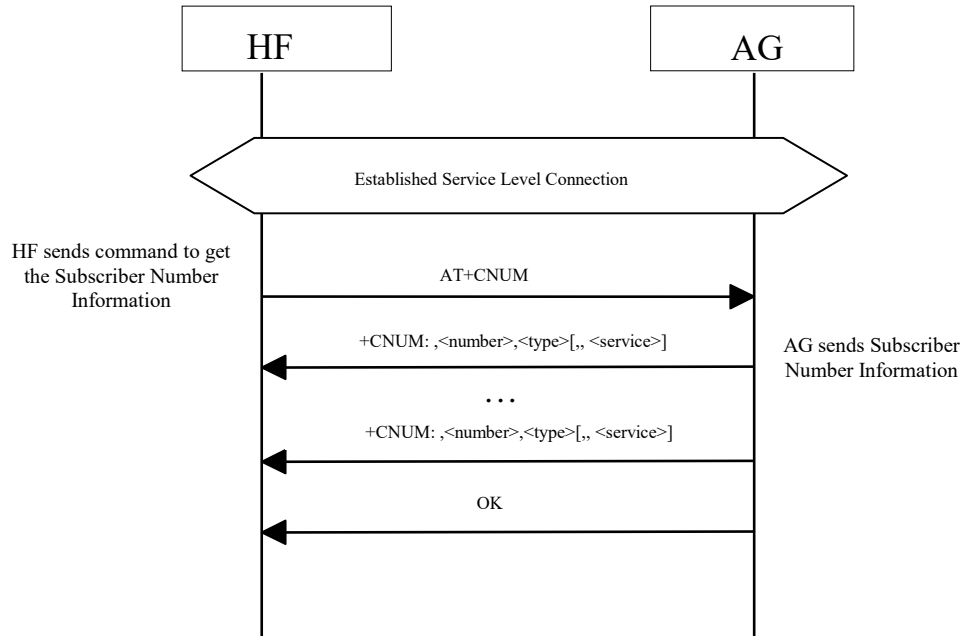 HF
AG
Established Service Level Connection
HF sends command to get
the Subscriber Number
Information
AT+CNUM
+CNUM: ,<number>,<type>[,, <service>]
AG sends Subscriber
Number Information
...
+CNUM: ,<number>,<type>[,, <service>]
OK